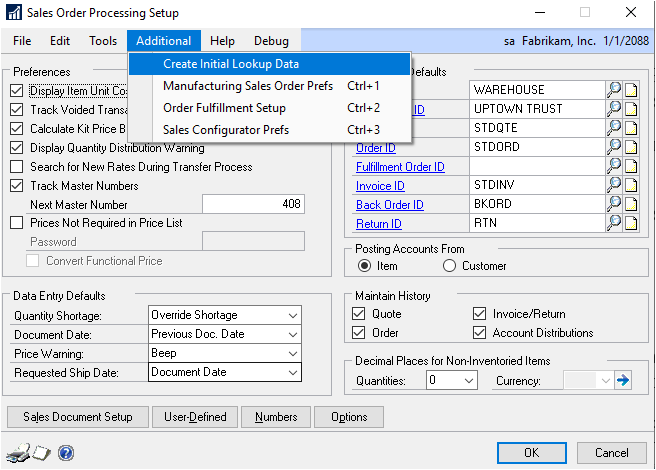 Sales Order Processing Setup
File Edit Tools Additional Help Debug sa Fabrikam, Inc. 1/1/2088
Create Initial Lookup Data
Manufacturing Sales Order Prefs Ctrl+1
Order Fulfillment Setup Ctrl+2
Sales Configurator Prefs Ctrl+3
Preferences
Display Item Unit Cos
Track Voided Transa
Calculate Kit Price B
Display Quantity Distribution Warning
Search for New Rates During Transfer Process
Track Master Numbers
Next Master Number 408
Prices Not Required in Price List
Password
Convert Functional Price
Defaults
WAREHOUSE
ID UPTOWN TRUST
STDQTE
Order ID STDORD
Fulfillment Order ID
Invoice ID STDINV
Back Order ID BKORD
Return ID RTN
Posting Accounts From
Item Customer
Data Entry Defaults
Quantity Shortage: Override Shortage
Document Date: Previous Doc. Date
Price Warning: Beep
Requested Ship Date: Document Date
Maintain History
Quote Invoice/Return
Order Account Distributions
Decimal Places for Non-Inventoried Items
Quantities: 0 Currency:
Sales Document Setup User-Defined Numbers Options
OK Cancel